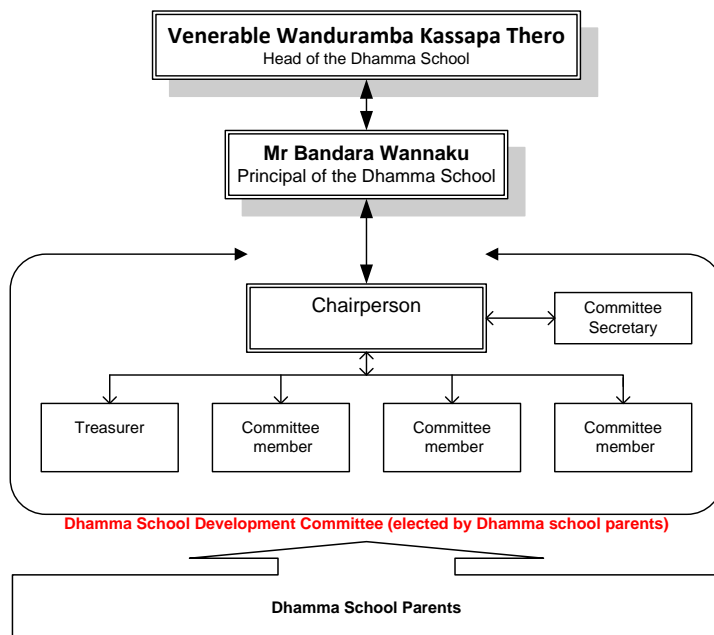 Venerable Wanduramba Kassapa Thero
Head of the Dhamma School
Mr Bandara Wannaku
Principal of the Dhamma School
Chairperson
Committee
Secretary
Treasurer
Committee
member
Committee
member
Committee
member
Dhamma School Development Committee (elected by Dhamma school parents)
Dhamma School Parents